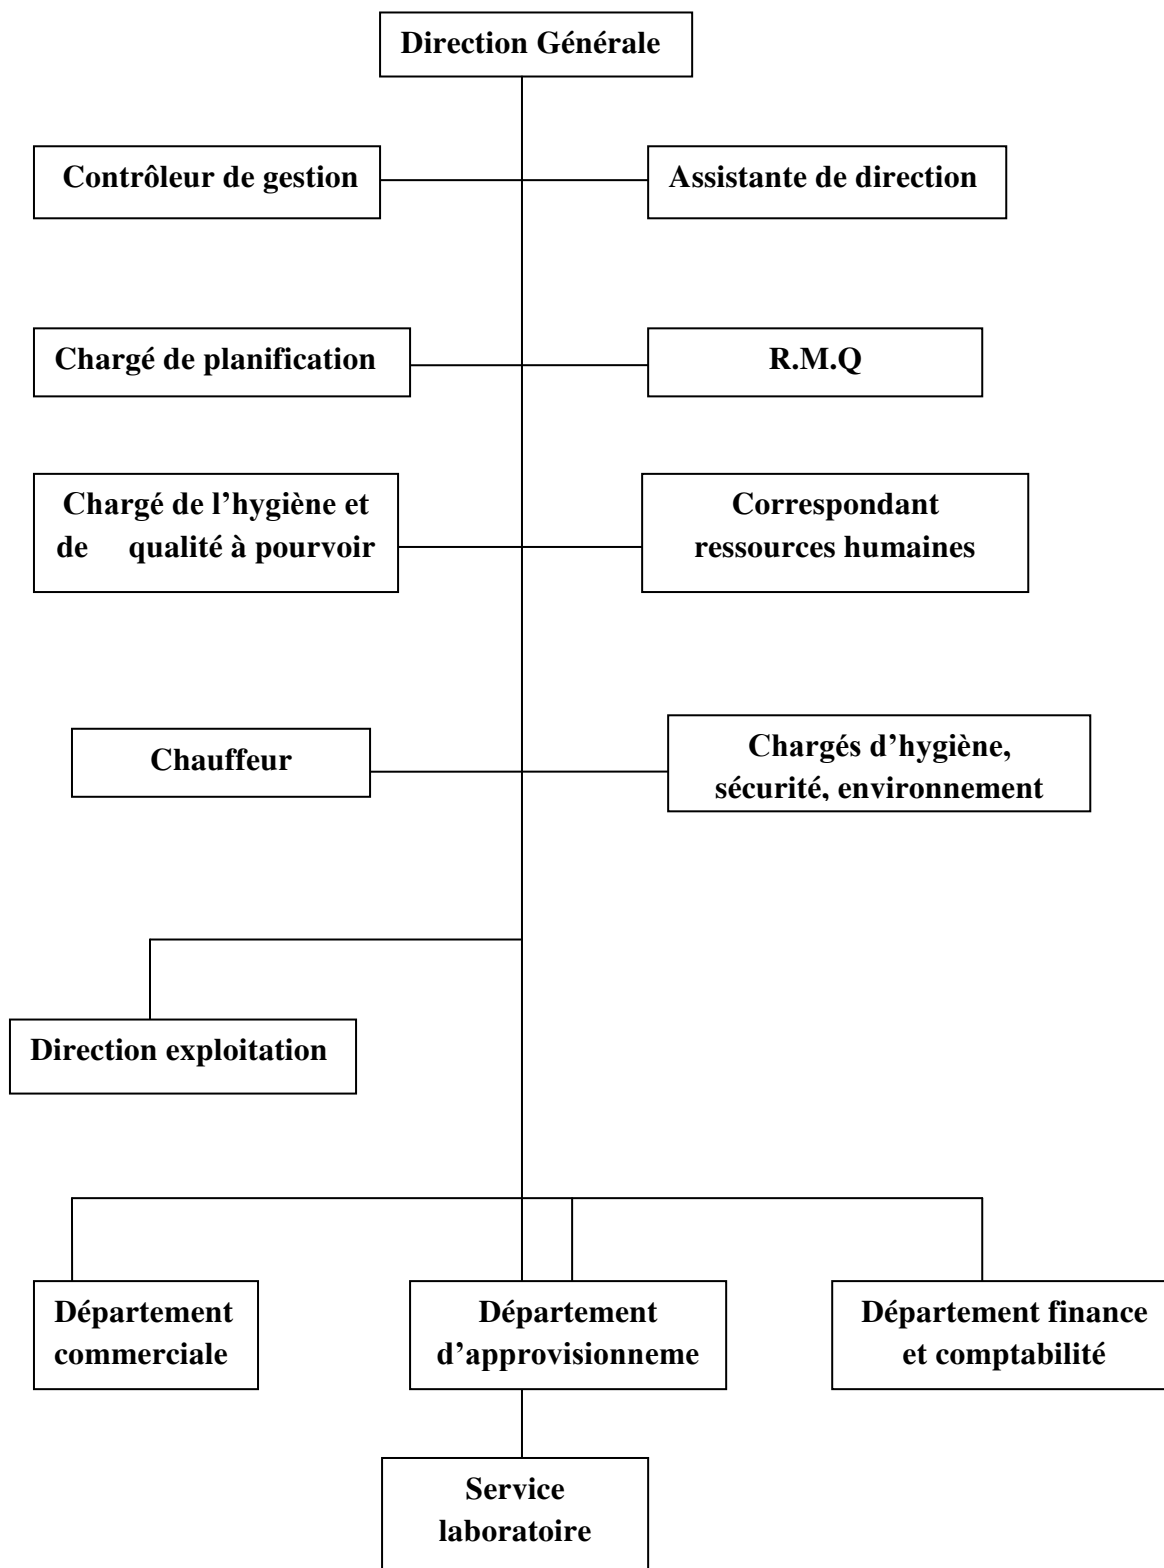 Direction Générale
Contrôleur de gestion
Assistante de direction
Chargé de planification
R.M.Q
Chargé de l’hygiène et
de qualité à pourvoir
Correspondant
ressources humaines
Chauffeur
Chargés d’hygiène,
sécurité, environnement
Direction exploitation
Département
commerciale
Département
d’approvisionneme
Département finance
et comptabilité
Service
laboratoire